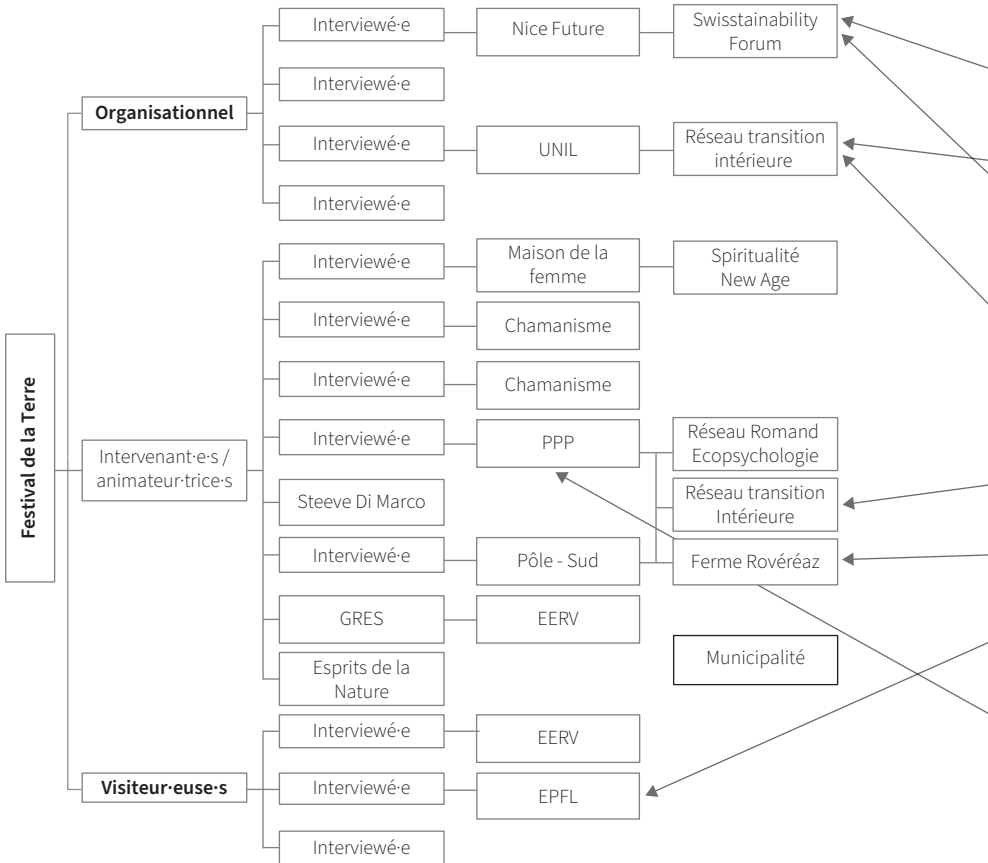 Festival de la Terre
Organisationnel
Interviewé·e
Nice Future
Swisstainability
Forum
Interviewé·e
Interviewé·e
UNIL
Réseau transition
intérieure
Interviewé·e
Intervenant·e·s /
animateur·trice·s
Interviewé·e
Maison de la
femme
Spiritualité
New Age
Interviewé·e
Chamanisme
Interviewé·e
Chamanisme
Interviewé·e
PPP
Réseau Romand
Ecopsychologie
Réseau transition
Intérieure
Steeve Di Marco
Interviewé·e
Pôle - Sud
Ferme Rovéréaz
GRES
EERV
Municipalité
Esprits de la
Nature
Visiteur·euse·s
Interviewé·e
EERV
Interviewé·e
EPFL
Interviewé·e